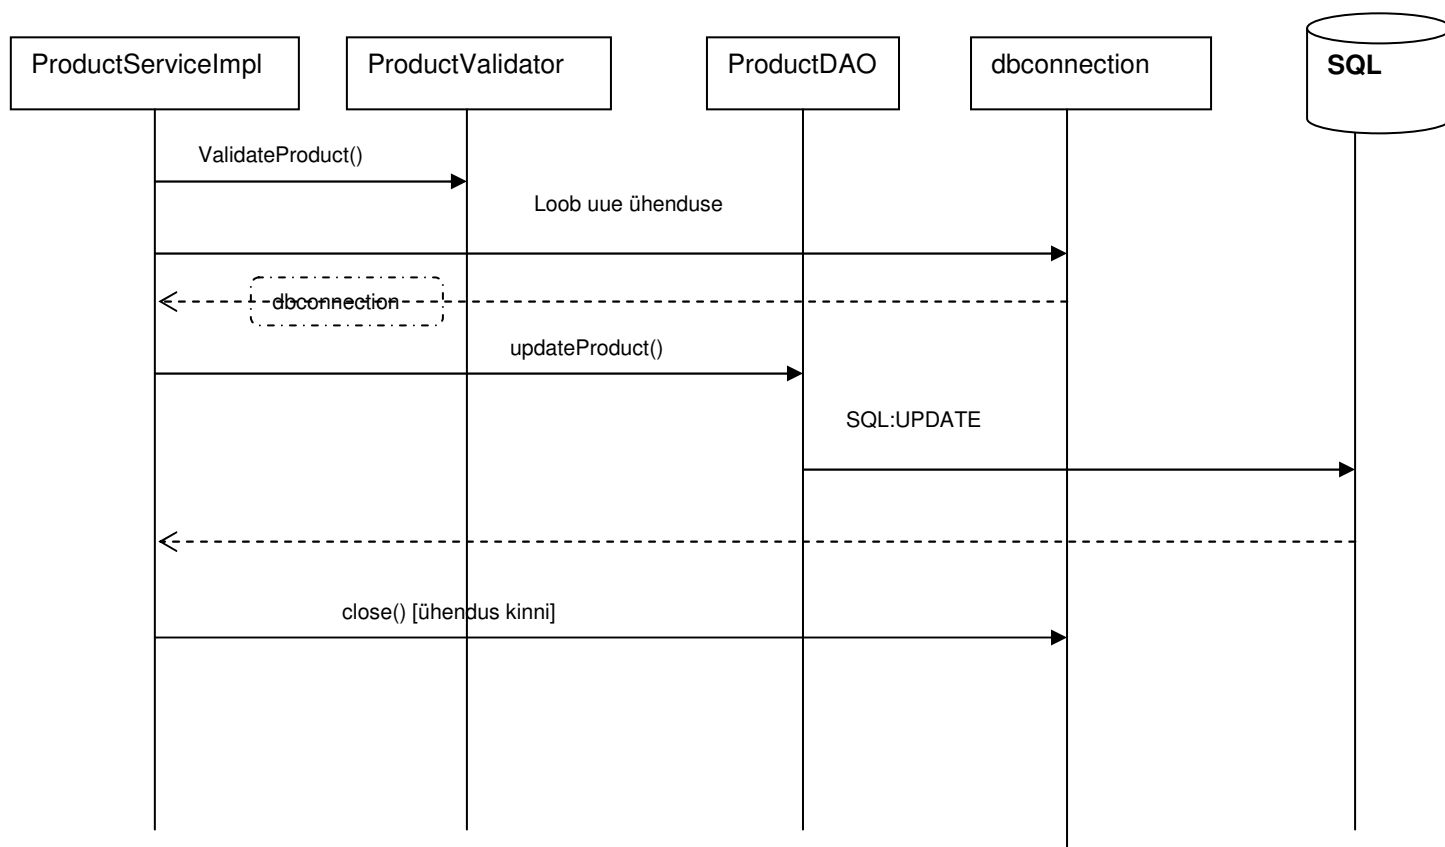 ProductServiceImpl
ProductValidator
ProductDAO
dbconnection
SQL
ValidateProduct()
Loob uue ühenduse
dbconnection
updateProduct()
SQL:UPDATE
close() [ühendus kinni]